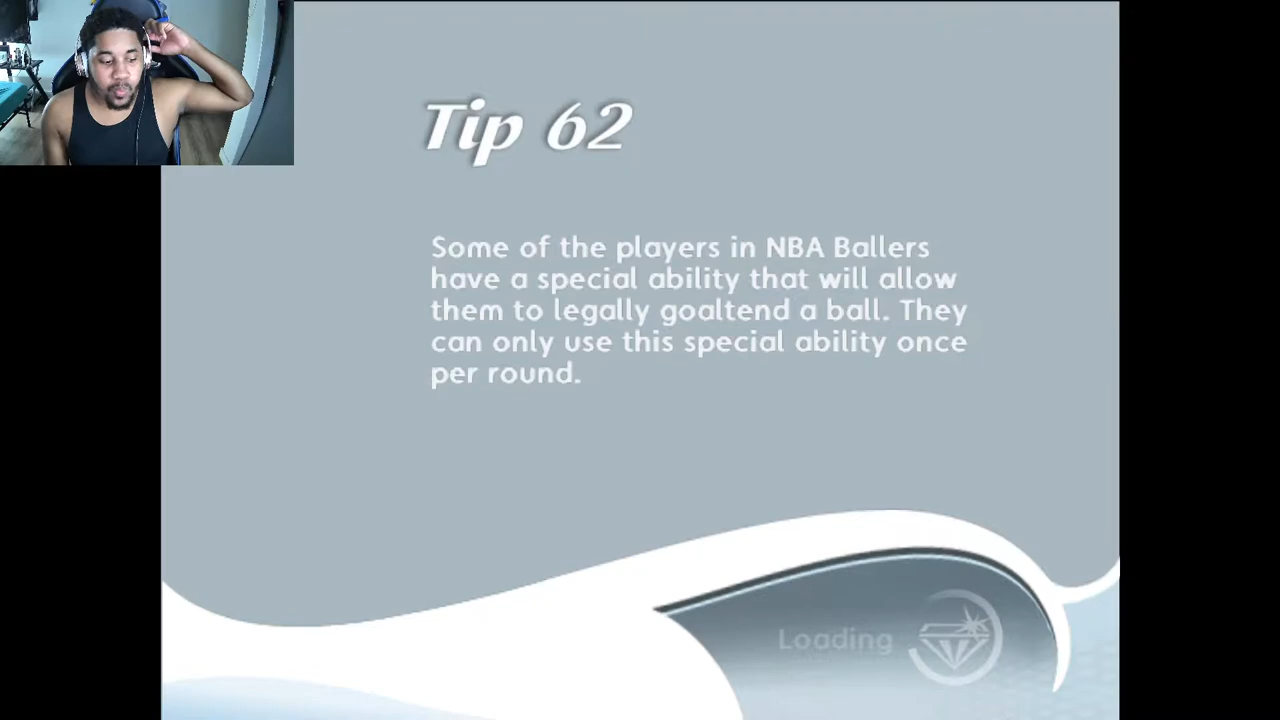 Tip 62
Some of the players in NBA Ballers
have a special ability that will allow
them to legally goaltend a ball. They
can only use this special ability once
per round.
Loading